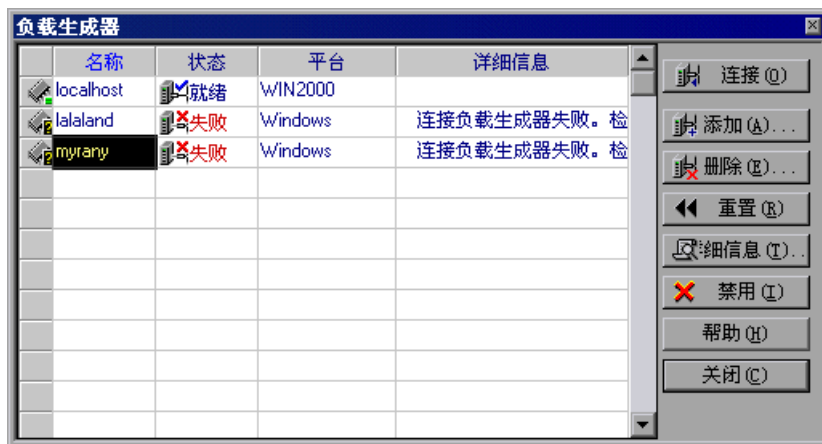 负载生成器
名称 状态 平台 详细信息
localhost 就绪 WIN2000
lalaland 失败 Windows 连接负载生成器失败。检
myrany 失败 Windows 连接负载生成器失败。检
连接(O)
添加(A)...
删除(E)...
重置(R)
细信息(T)..
禁用(I)
帮助(H)
关闭(C)